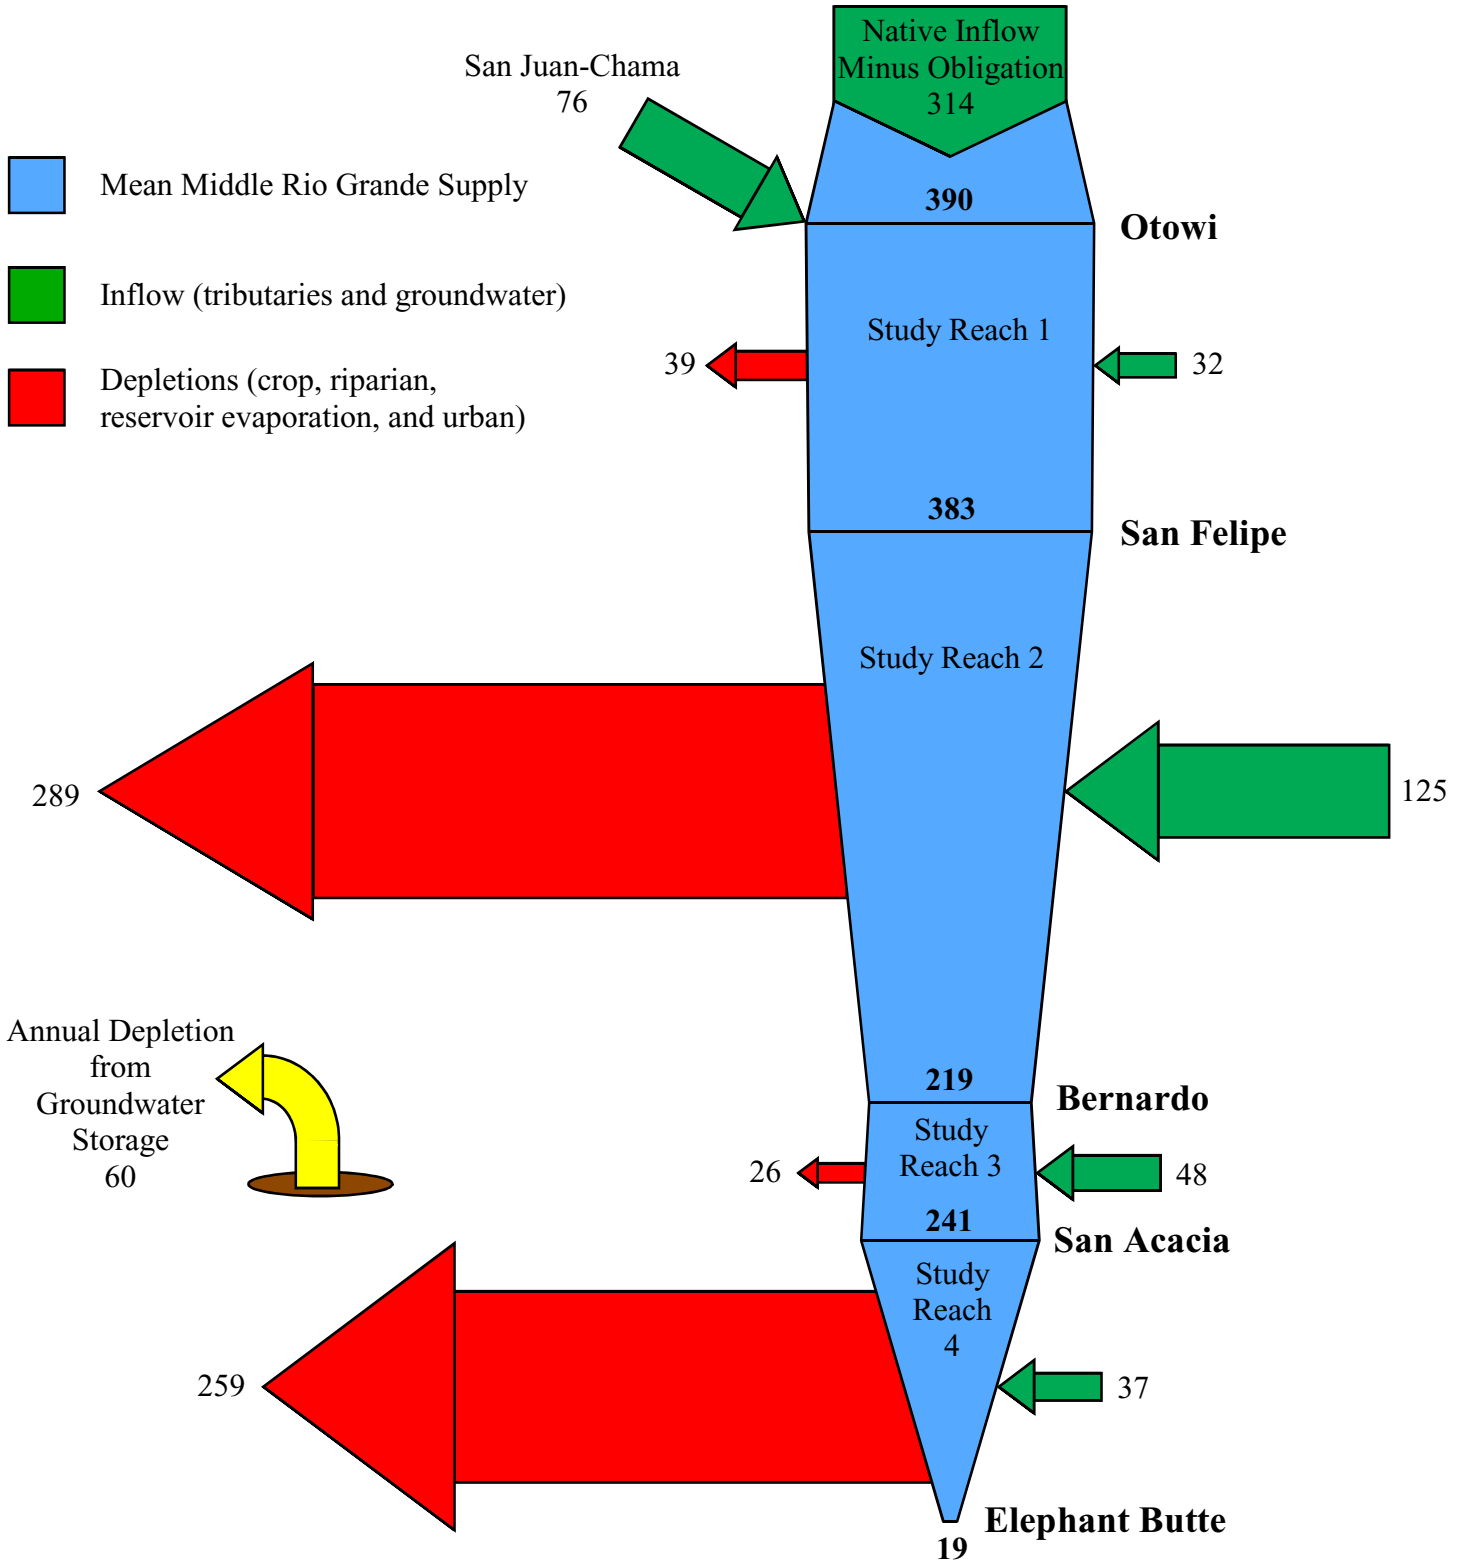 Native Inflow
Minus Obligation
314
San Juan-Chama
76
Mean Middle Rio Grande Supply
390
Otowi
Inflow (tributaries and groundwater)
Study Reach 1
39
32
Depletions (crop, riparian,
reservoir evaporation, and urban)
383
San Felipe
Study Reach 2
289
125
Annual Depletion
from
Groundwater
Storage
60
219
Bernardo
Study
Reach 3
26
48
241
San Acacia
Study
Reach
4
259
37
Elephant Butte
19